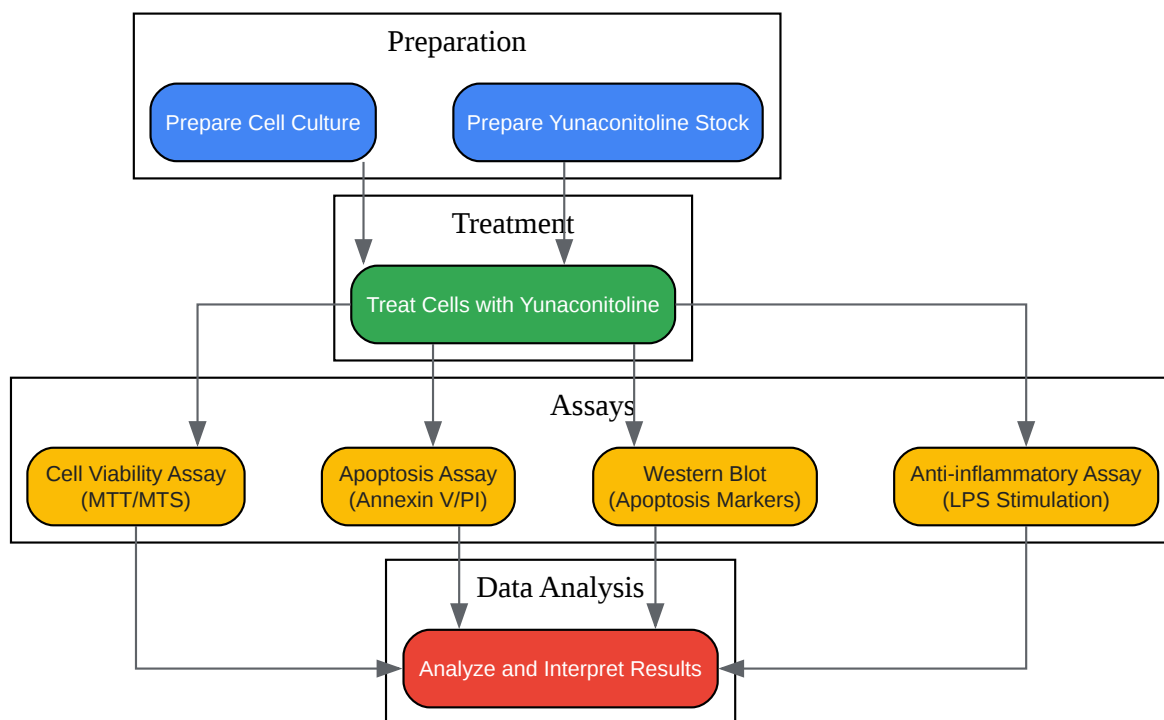 Preparation
Prepare Cell Culture
Prepare Yunaconitoline Stock
Treatment
Treat Cells with Yunaconitoline
Assays
Cell Viability Assay
(MTT/MTS)
Apoptosis Assay
(Annexin V/PI)
Western Blot
(Apoptosis Markers)
Anti-inflammatory Assay
(LPS Stimulation)
Data Analysis
Analyze and Interpret Results